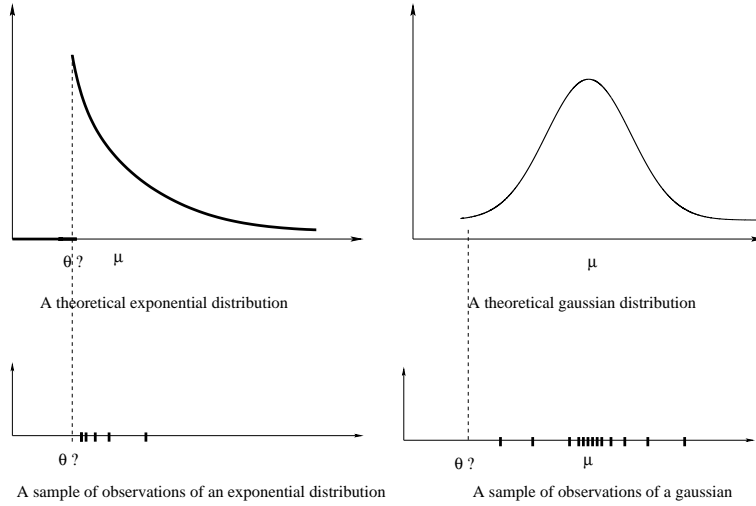 θ ? μ
μ
A theoretical exponential distribution
A theoretical gaussian distribution
θ ?
θ ? μ
A sample of observations of an exponential distribution
A sample of observations of a gaussian